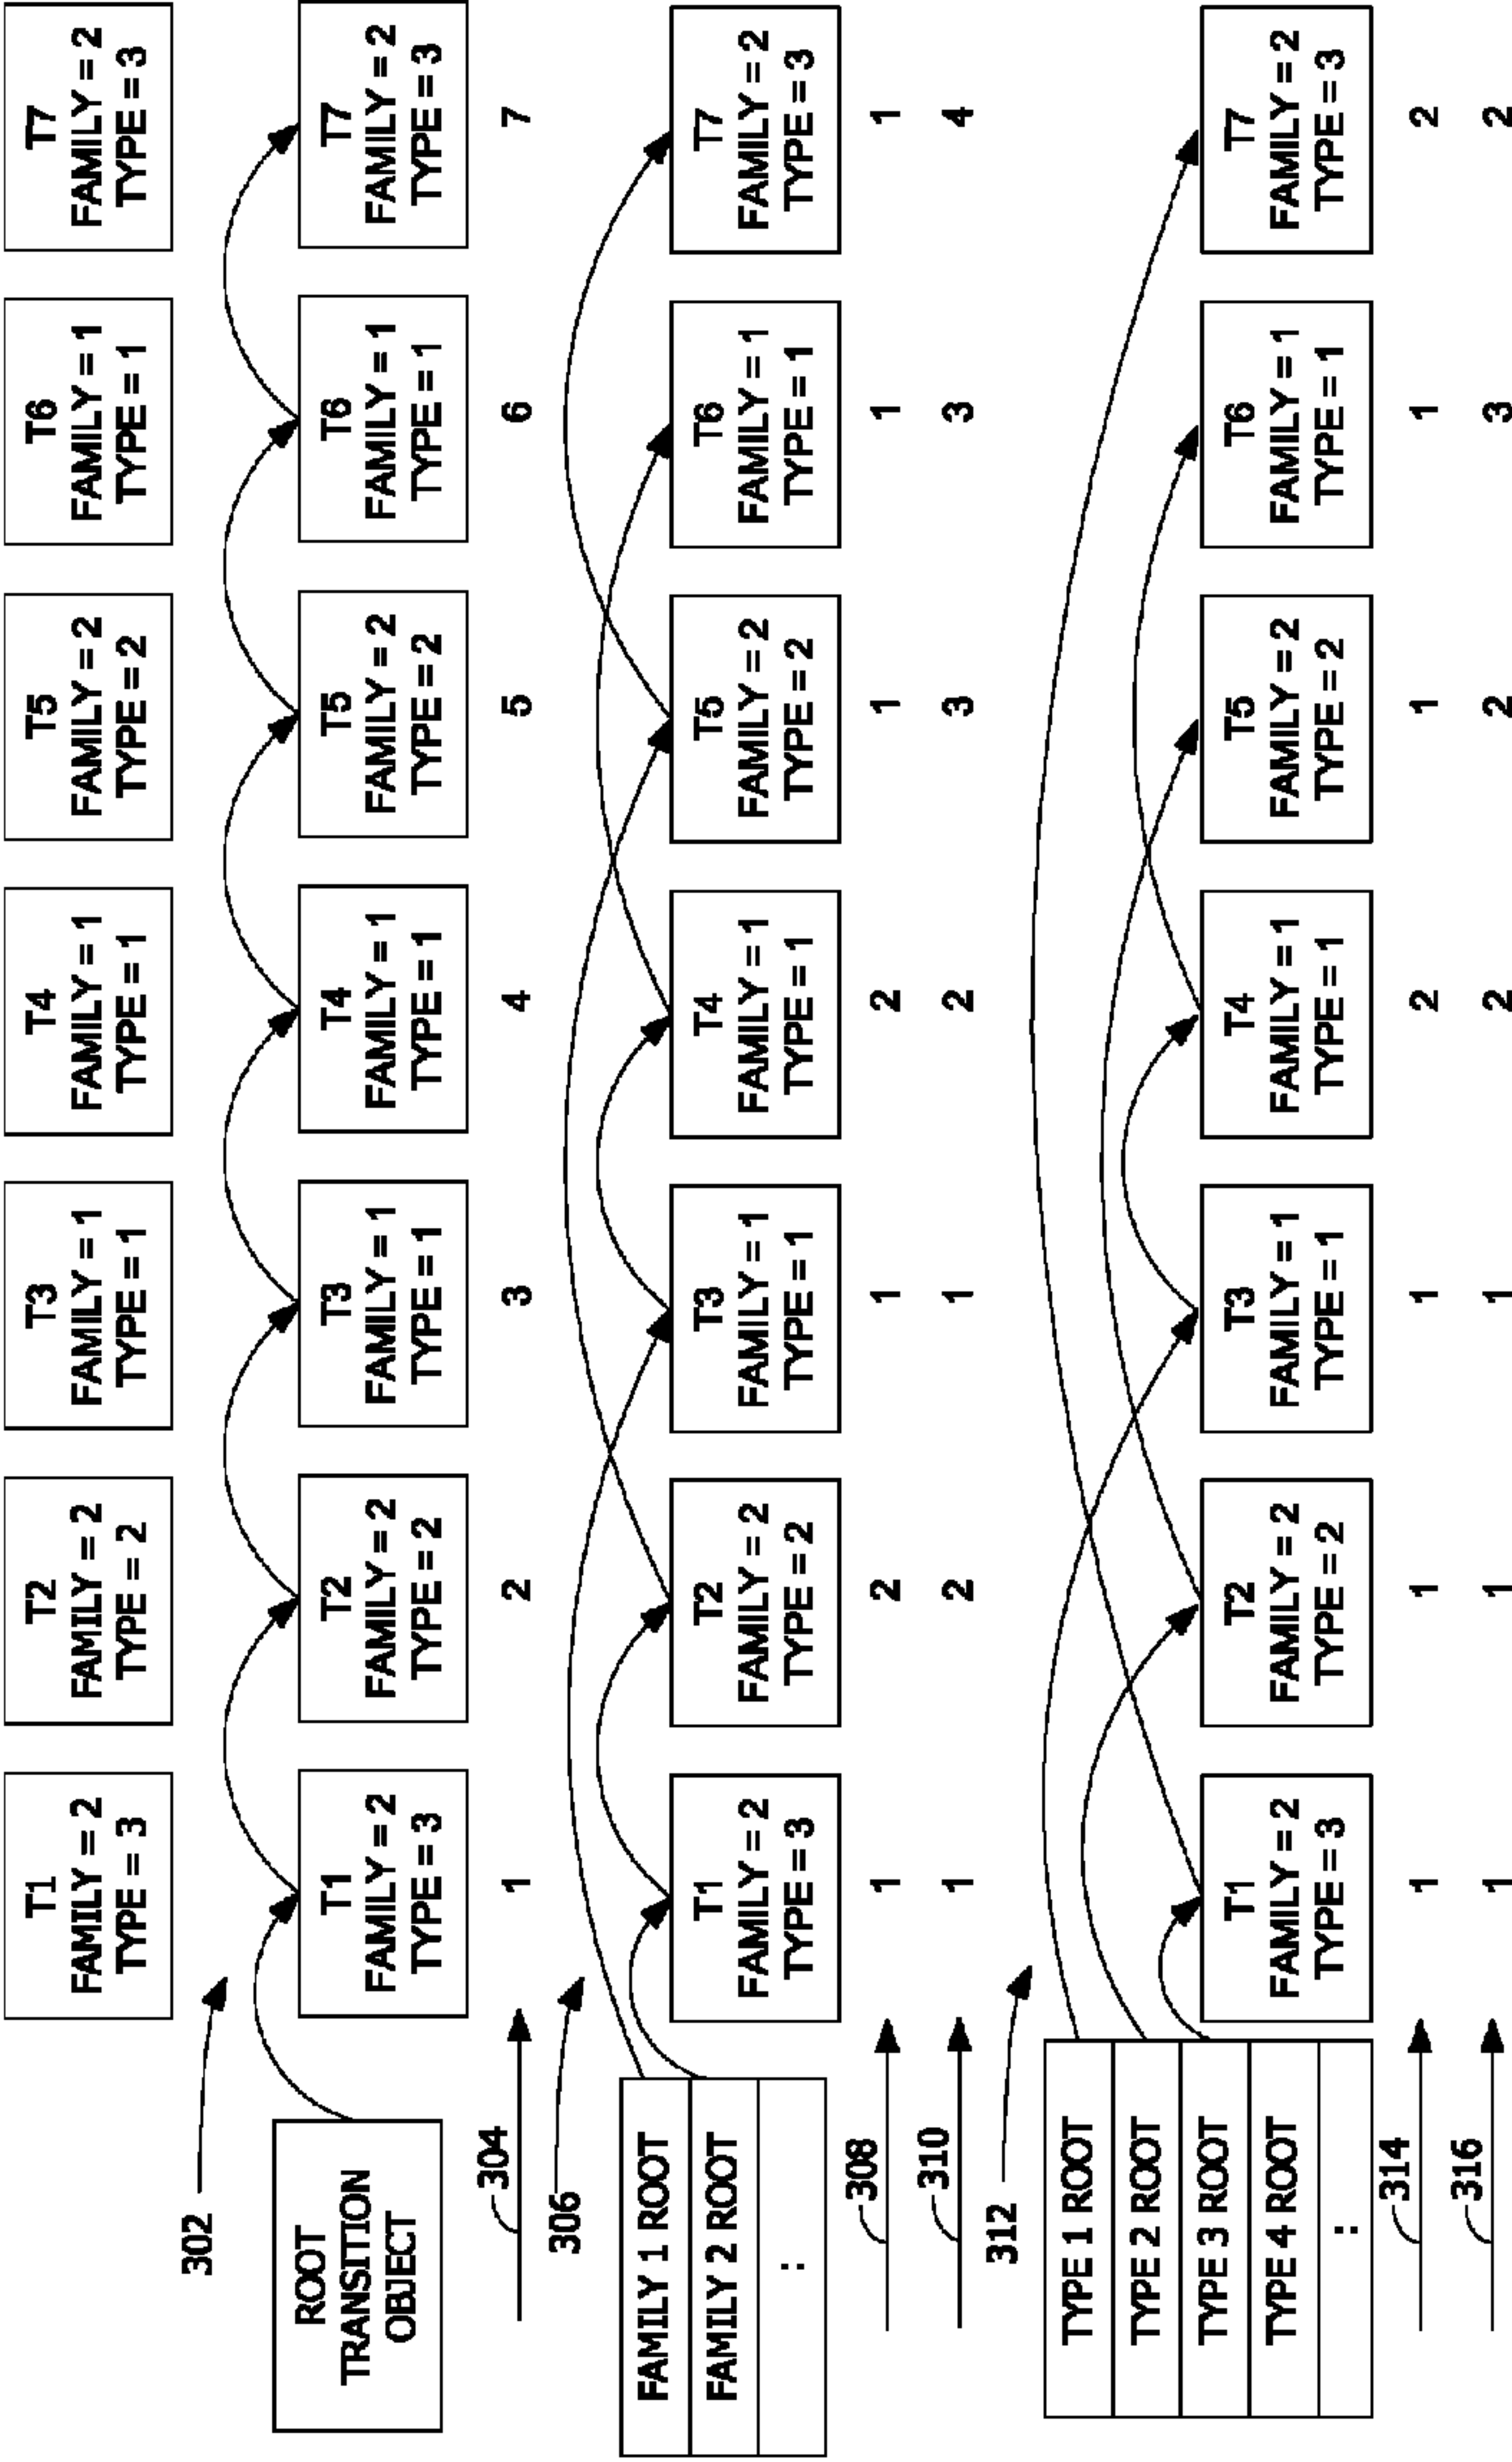 T1
FAMILY = 2
TYPE = 3
T2
FAMILY = 2
TYPE = 2
T3
FAMILY = 1
TYPE = 1
T4
FAMILY = 1
TYPE = 1
T5
FAMILY = 2
TYPE = 2
T6
FAMILY = 1
TYPE = 1
T7
FAMILY = 2
TYPE = 3
302
ROOT
TRANSITION
OBJECT
T1
FAMILY = 2
TYPE = 3
T2
FAMILY = 2
TYPE = 2
T3
FAMILY = 1
TYPE = 1
T4
FAMILY = 1
TYPE = 1
T5
FAMILY = 2
TYPE = 2
T6
FAMILY = 1
TYPE = 1
T7
FAMILY = 2
TYPE = 3
304
1 2 3 4 5 6 7
306
FAMILY 1 ROOT
FAMILY 2 ROOT
:
T1
FAMILY = 2
TYPE = 3
T2
FAMILY = 2
TYPE = 2
T3
FAMILY = 1
TYPE = 1
T4
FAMILY = 1
TYPE = 1
T5
FAMILY = 2
TYPE = 2
T6
FAMILY = 1
TYPE = 1
T7
FAMILY = 2
TYPE = 3
308
1 2 1 2 1 1 1
310
1 2 1 2 3 3 4
312
TYPE 1 ROOT
TYPE 2 ROOT
TYPE 3 ROOT
TYPE 4 ROOT
:
T1
FAMILY = 2
TYPE = 3
T2
FAMILY = 2
TYPE = 2
T3
FAMILY = 1
TYPE = 1
T4
FAMILY = 1
TYPE = 1
T5
FAMILY = 2
TYPE = 2
T6
FAMILY = 1
TYPE = 1
T7
FAMILY = 2
TYPE = 3
314
1 1 1 2 1 1 2
316
1 1 1 2 2 3 2